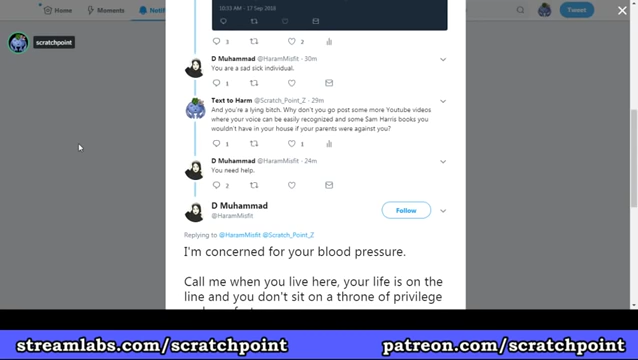 Home
Moments
10:33 AM - 17 Sep 2018
Tweet
scratchpoint
3
2
D Muhammad @HaramMisfit · 30m
You are a sad sick individual.
1
Text to Harm @Scratch_Point_Z · 29m
And you're a lying bitch. Why don't you go post some more Youtube videos
where your voice can be easily recognized and some Sam Harris books you
wouldn't have in your house if your parents were against you?
1
1
D Muhammad @HaramMisfit · 24m
You need help.
2
D Muhammad
@HaramMisfit
Follow
Replying to @HaramMisfit @Scratch_Point_Z
I'm concerned for your blood pressure.
Call me when you live here, your life is on the
line and you don't sit on a throne of privilege
streamlabs.com/scratchpoint
patreon.com/scratchpoint